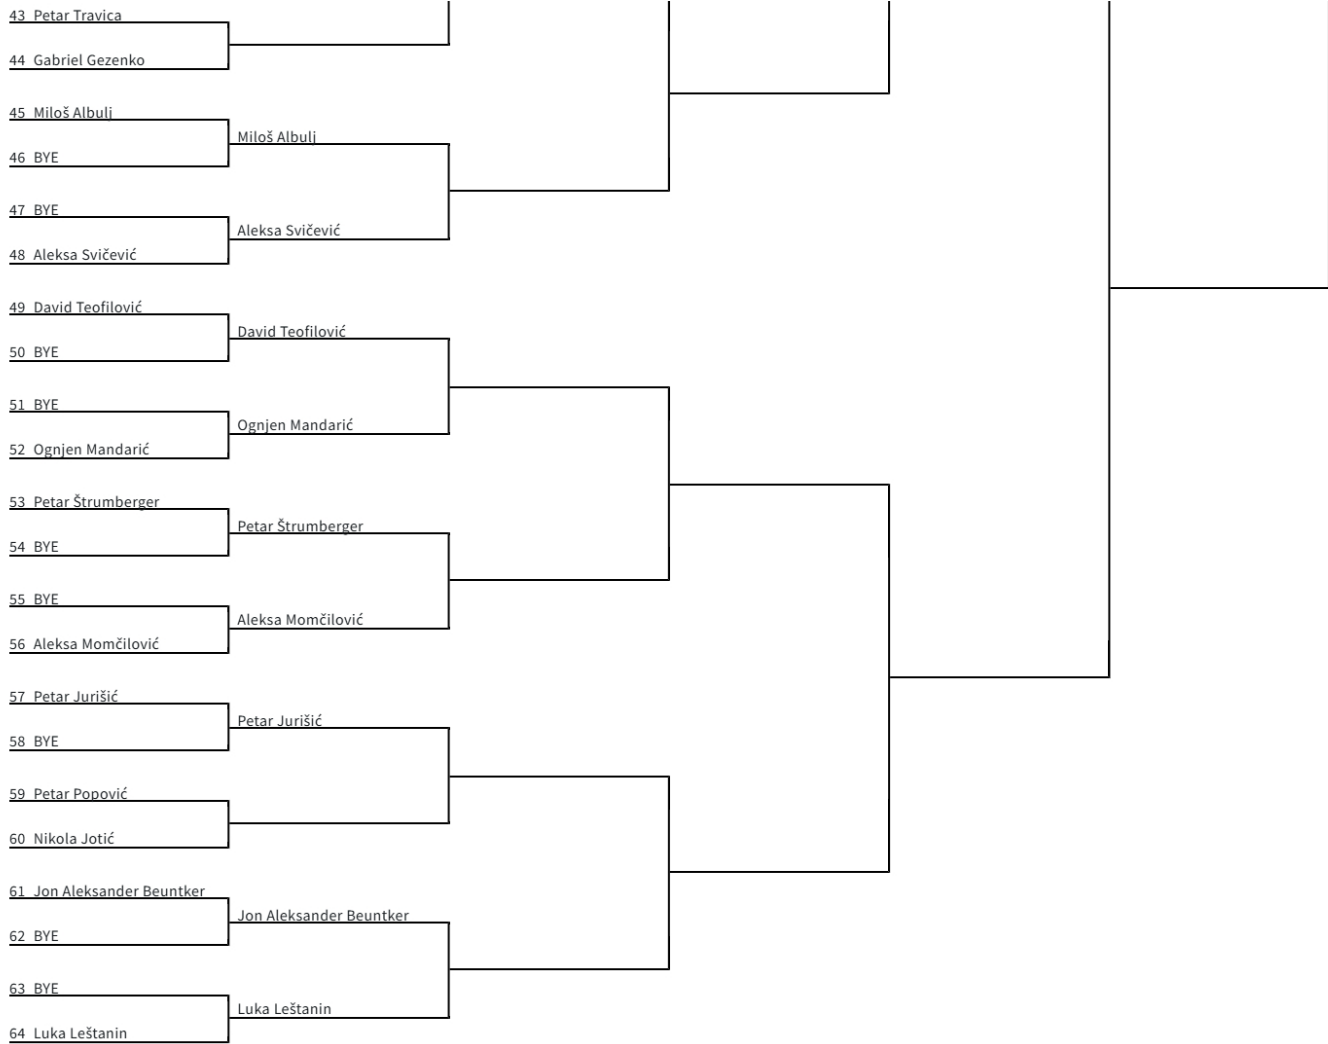 43 Petar Travica
44 Gabriel Gezenko
45 Miloš Albulj
Miloš Albulj
46 BYE
47 BYE
Aleksa Svičević
48 Aleksa Svičević
49 David Teofilović
David Teofilović
50 BYE
51 BYE
Ognjen Mandarić
52 Ognjen Mandarić
53 Petar Štrumberger
Petar Štrumberger
54 BYE
55 BYE
Aleksa Momčilović
56 Aleksa Momčilović
57 Petar Jurišić
Petar Jurišić
58 BYE
59 Petar Popović
60 Nikola Jotić
61 Jon Aleksander Beuntker
Jon Aleksander Beuntker
62 BYE
63 BYE
Luka Leštanin
64 Luka Leštanin